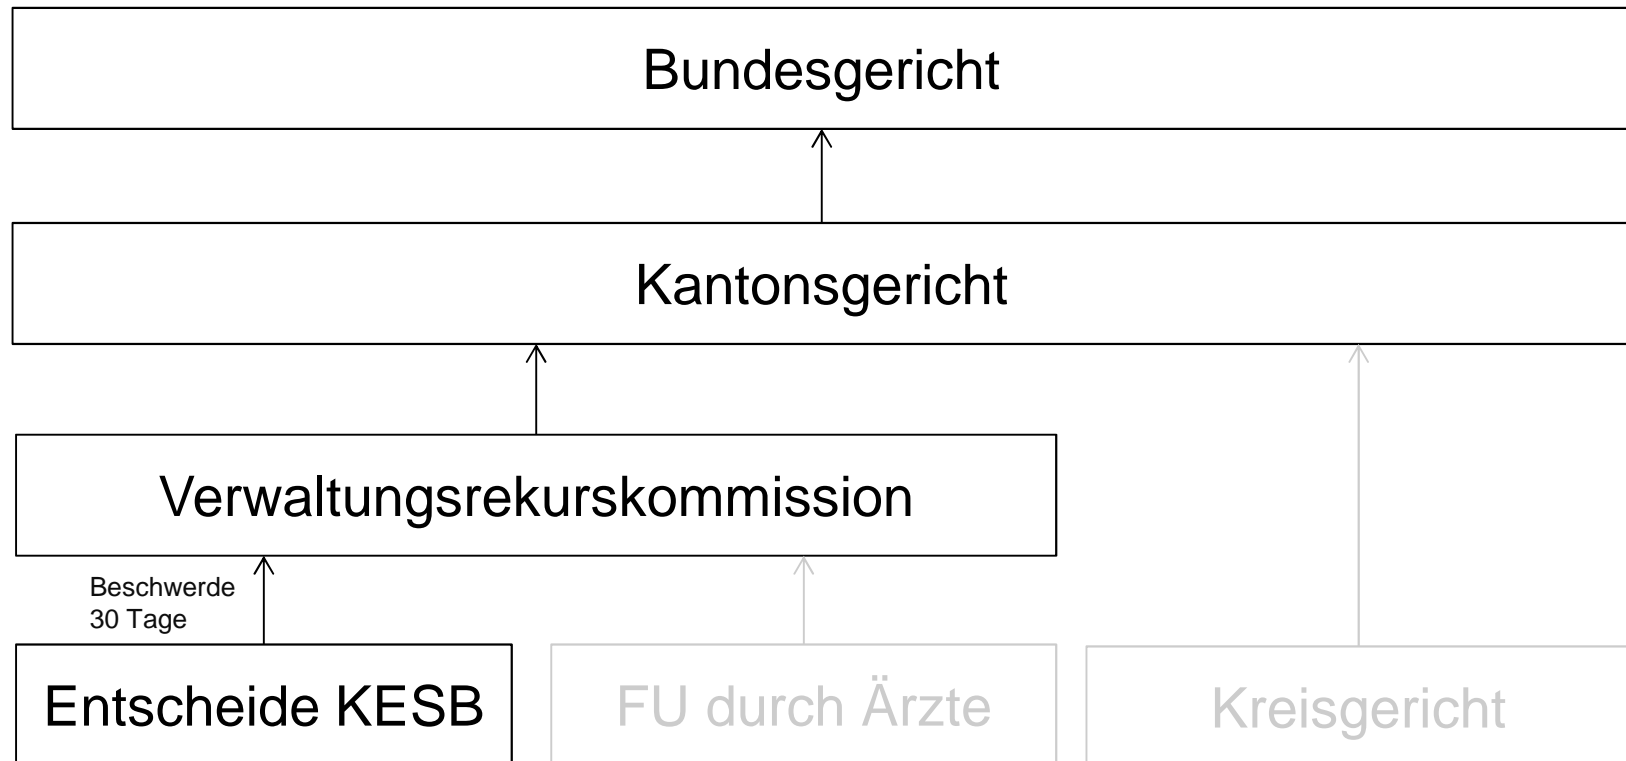 Bundesgericht
Kantonsgericht
Verwaltungsrekurskommission
Beschwerde
30 Tage
Entscheide KESB
FU durch Ärzte
Kreisgericht